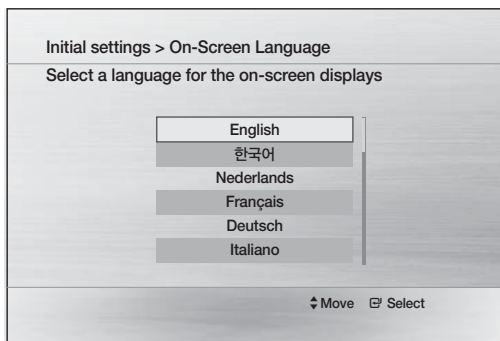 Initial settings > On-Screen Language
Select a language for the on-screen displays
English
한국어
Nederlands
Français
Deutsch
Italiano
Move Select